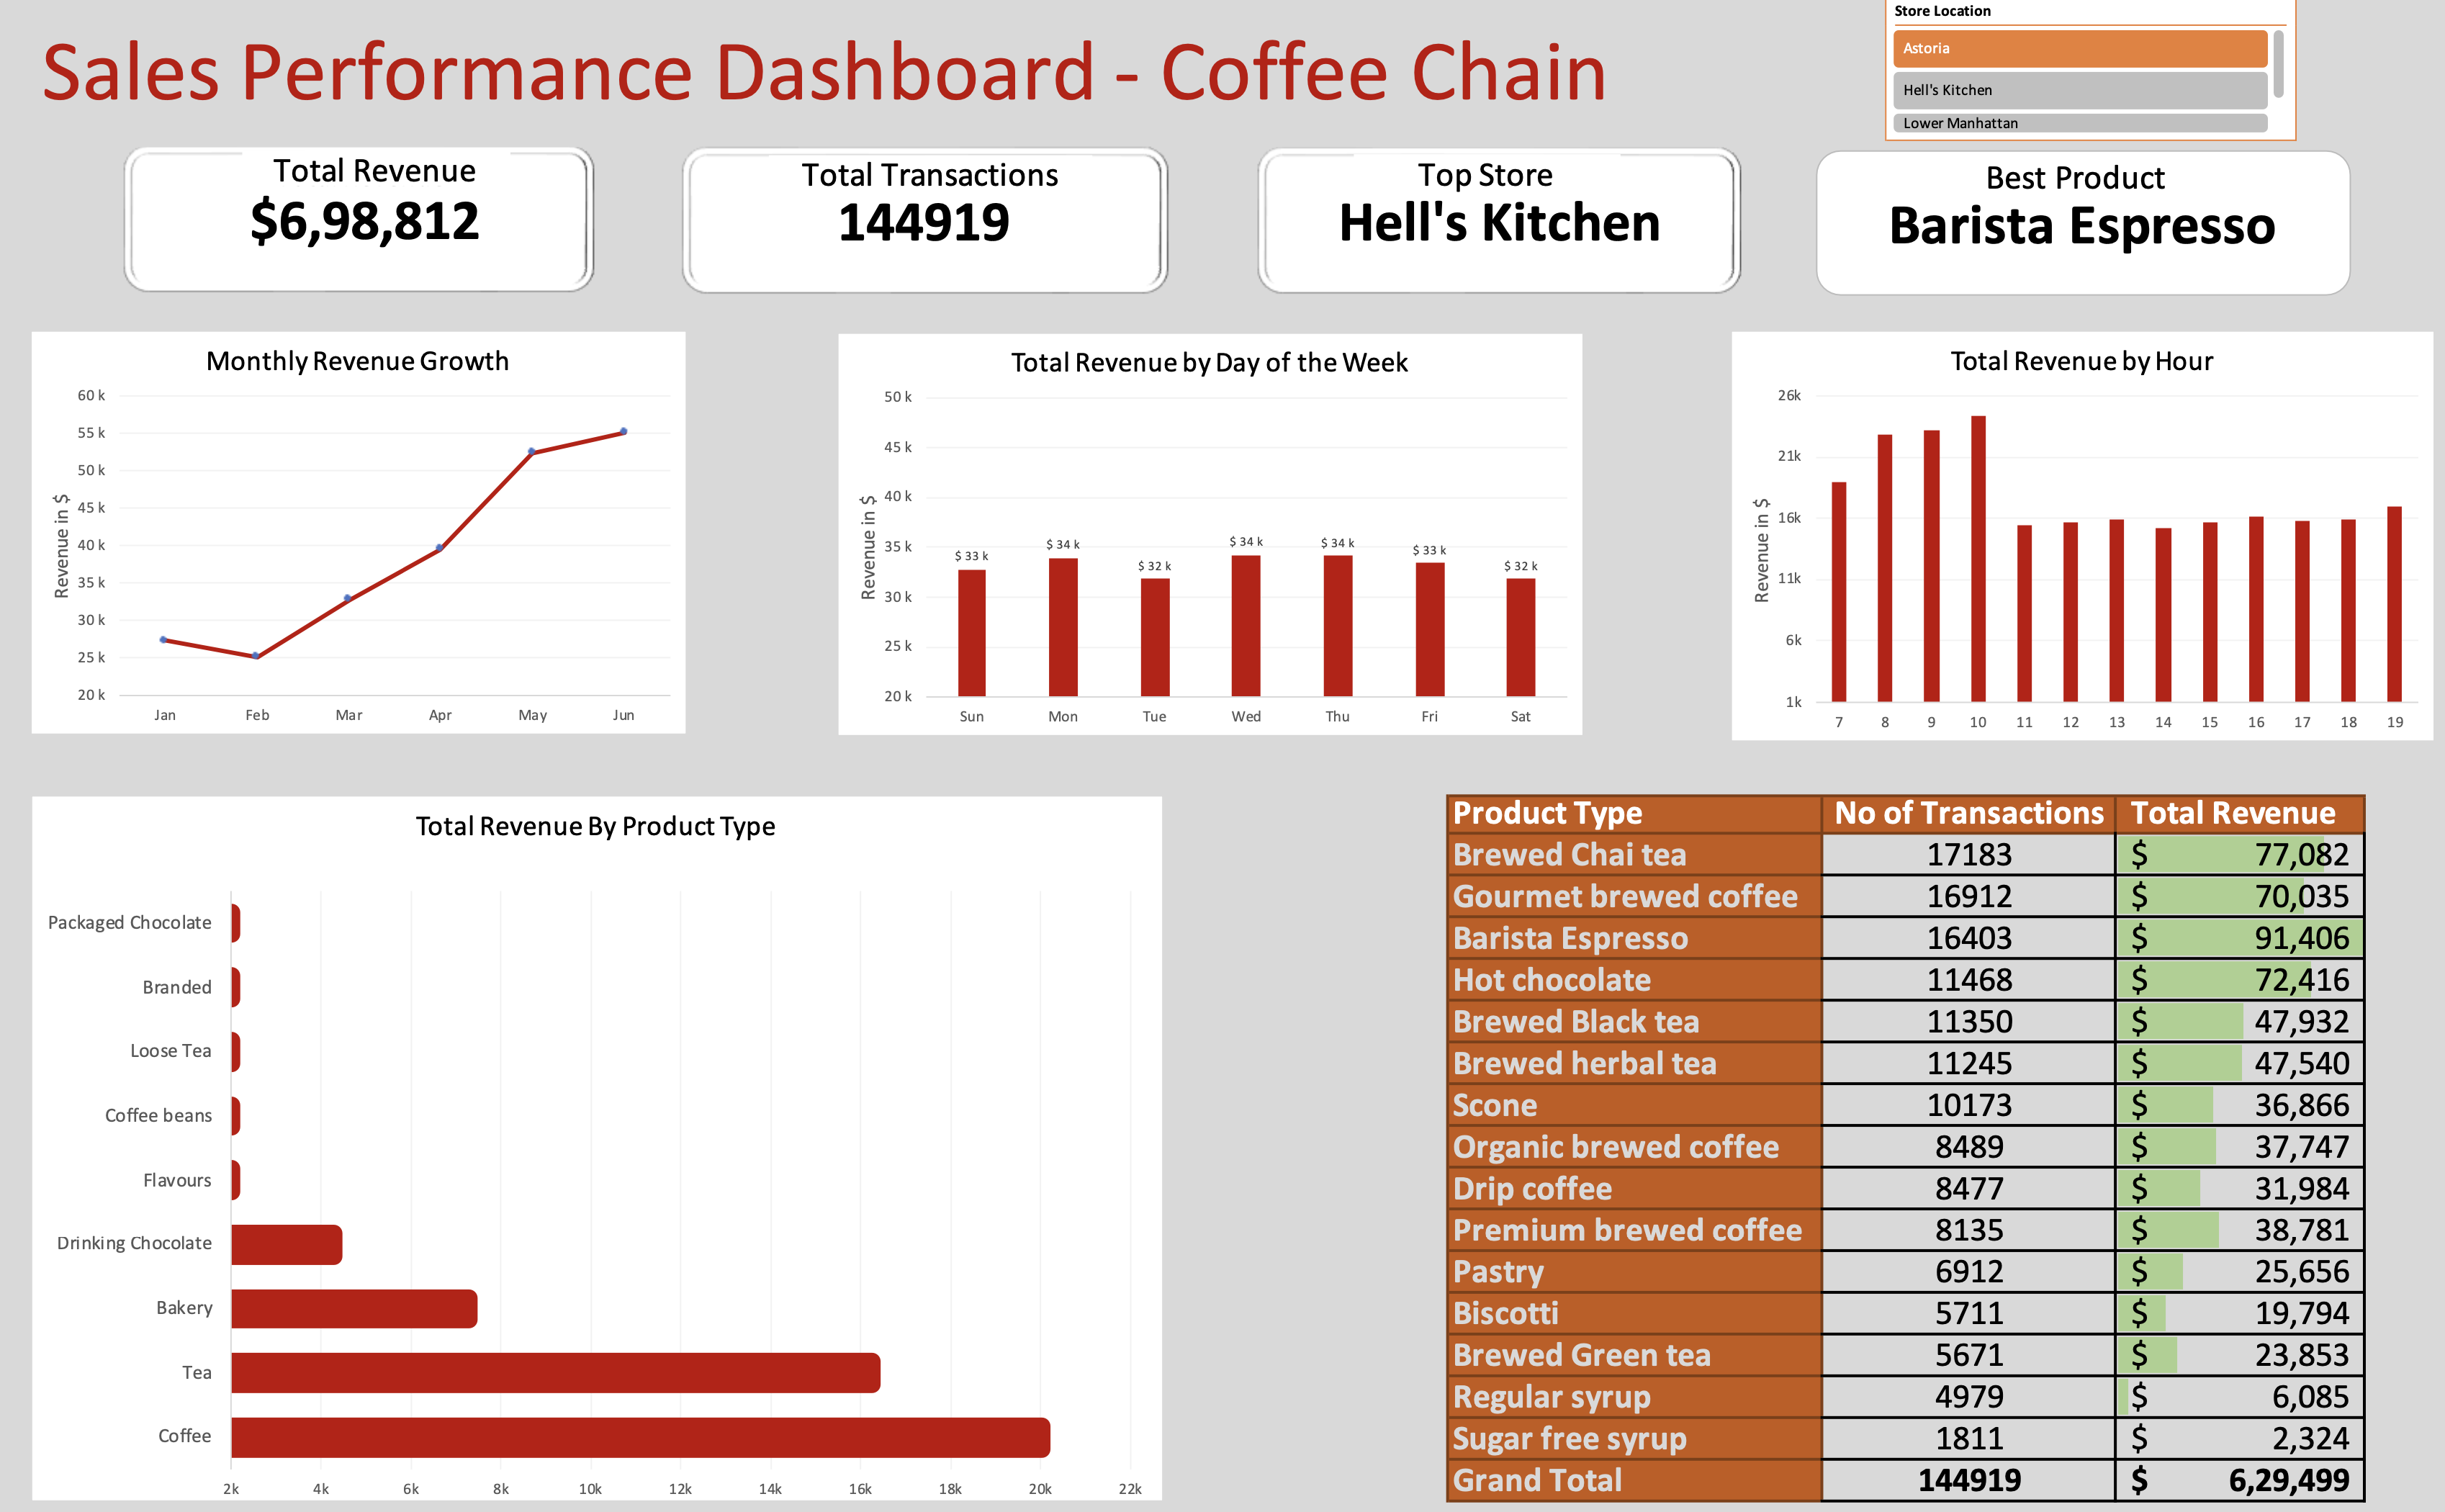 Store Location
Astoria
Hell's Kitchen
Lower Manhattan
Sales Performance Dashboard - Coffee Chain
Total Revenue
$6,98,812
Total Transactions
144919
Top Store
Hell's Kitchen
Best Product
Barista Espresso
Monthly Revenue Growth
Revenue in $
60 k
55 k
50 k
45 k
40 k
35 k
30 k
25 k
20 k
Jan Feb Mar Apr May Jun
Total Revenue by Day of the Week
Revenue in $
50 k
45 k
40 k
35 k
30 k
25 k
20 k
$ 33 k $ 34 k $ 32 k $ 34 k $ 34 k $ 33 k $ 32 k
Sun Mon Tue Wed Thu Fri Sat
Total Revenue by Hour
Revenue in $
26k
21k
16k
11k
6k
1k
7 8 9 10 11 12 13 14 15 16 17 18 19
Total Revenue By Product Type
Packaged Chocolate
Branded
Loose Tea
Coffee beans
Flavours
Drinking Chocolate
Bakery
Tea
Coffee
2k 4k 6k 8k 10k 12k 14k 16k 18k 20k 22k
Product Type No of Transactions Total Revenue
Brewed Chai tea 17183 $ 77,082
Gourmet brewed coffee 16912 $ 70,035
Barista Espresso 16403 $ 91,406
Hot chocolate 11468 $ 72,416
Brewed Black tea 11350 $ 47,932
Brewed herbal tea 11245 $ 47,540
Scone 10173 $ 36,866
Organic brewed coffee 8489 $ 37,747
Drip coffee 8477 $ 31,984
Premium brewed coffee 8135 $ 38,781
Pastry 6912 $ 25,656
Biscotti 5711 $ 19,794
Brewed Green tea 5671 $ 23,853
Regular syrup 4979 $ 6,085
Sugar free syrup 1811 $ 2,324
Grand Total 144919 $ 6,29,499